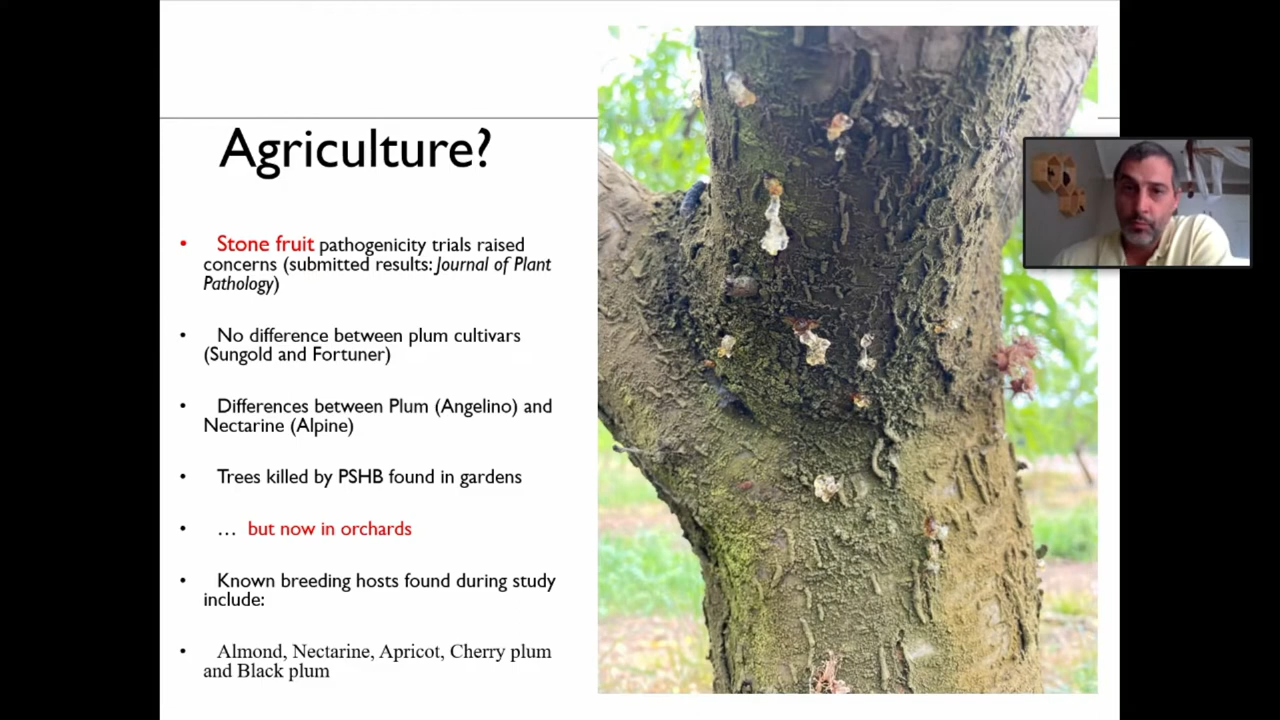 Agriculture?
• Stone fruit pathogenicity trials raised
concerns (submitted results: Journal of Plant
Pathology)
• No difference between plum cultivars
(Sungold and Fortuner)
• Differences between Plum (Angelino) and
Nectarine (Alpine)
• Trees killed by PSHB found in gardens
• … but now in orchards
• Known breeding hosts found during study
include:
• Almond, Nectarine, Apricot, Cherry plum
and Black plum